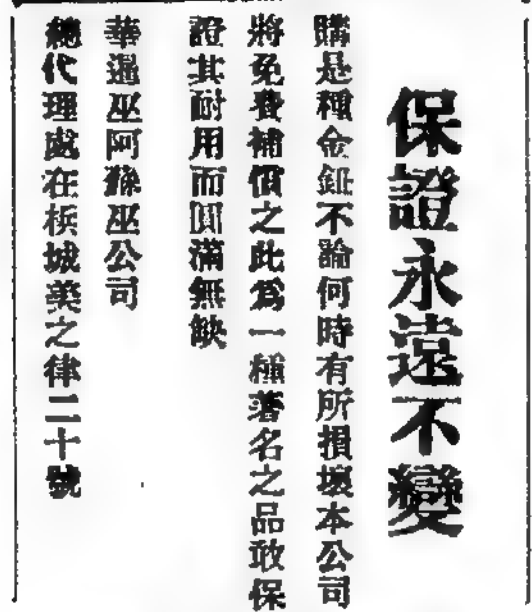 保證永遠不變
購是種金鈕不論何時有所損壞本公司
將免費補償之此爲一種著名之品敢保
證其耐用而圓滿無缺
華過巫阿蘇巫公司
總代理處在梹城美之律二十號